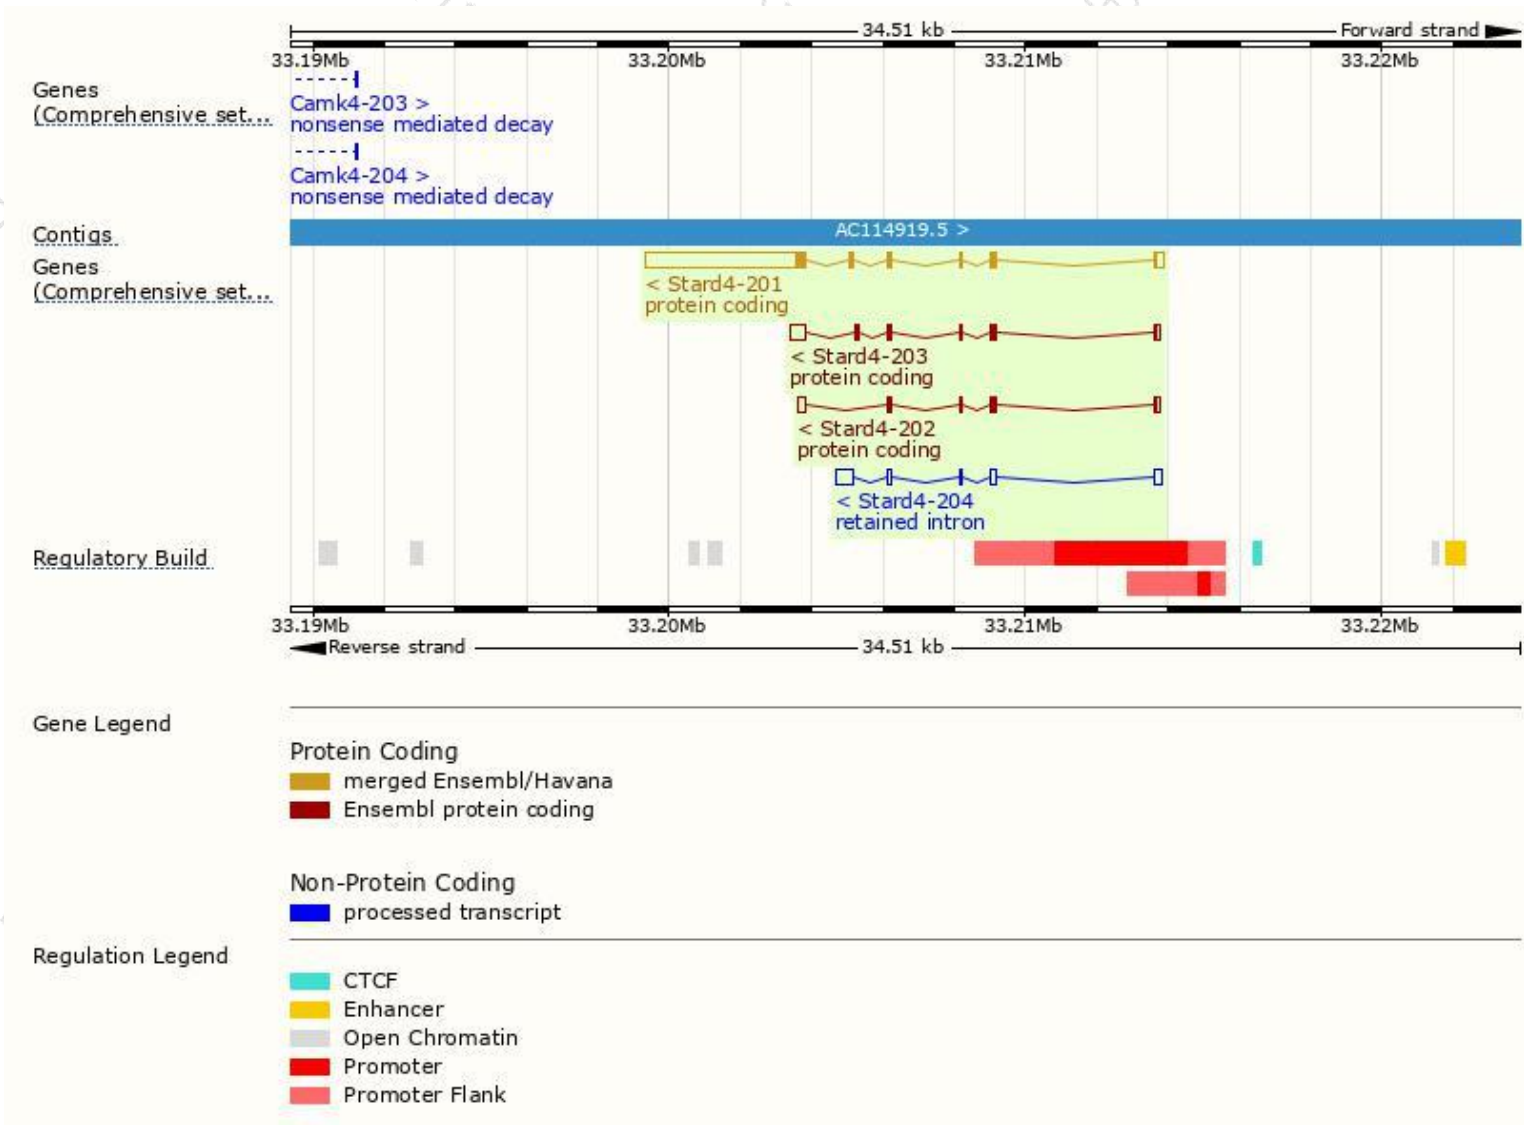 34.51 kb
Forward strand
33.19Mb 33.20Mb 33.21Mb 33.22Mb
Genes
(Comprehensive set...
Camk4-203 >
nonsense mediated decay
Camk4-204 >
nonsense mediated decay
Contigs
AC114919.5 >
Genes
(Comprehensive set...
< Stard4-201
protein coding
< Stard4-203
protein coding
< Stard4-202
protein coding
< Stard4-204
retained intron
Regulatory Build
33.19Mb 33.20Mb 33.21Mb 33.22Mb
Reverse strand
34.51 kb
Gene Legend
Protein Coding
merged Ensembl/Havana
Ensembl protein coding
Non-Protein Coding
processed transcript
Regulation Legend
CTCF
Enhancer
Open Chromatin
Promoter
Promoter Flank